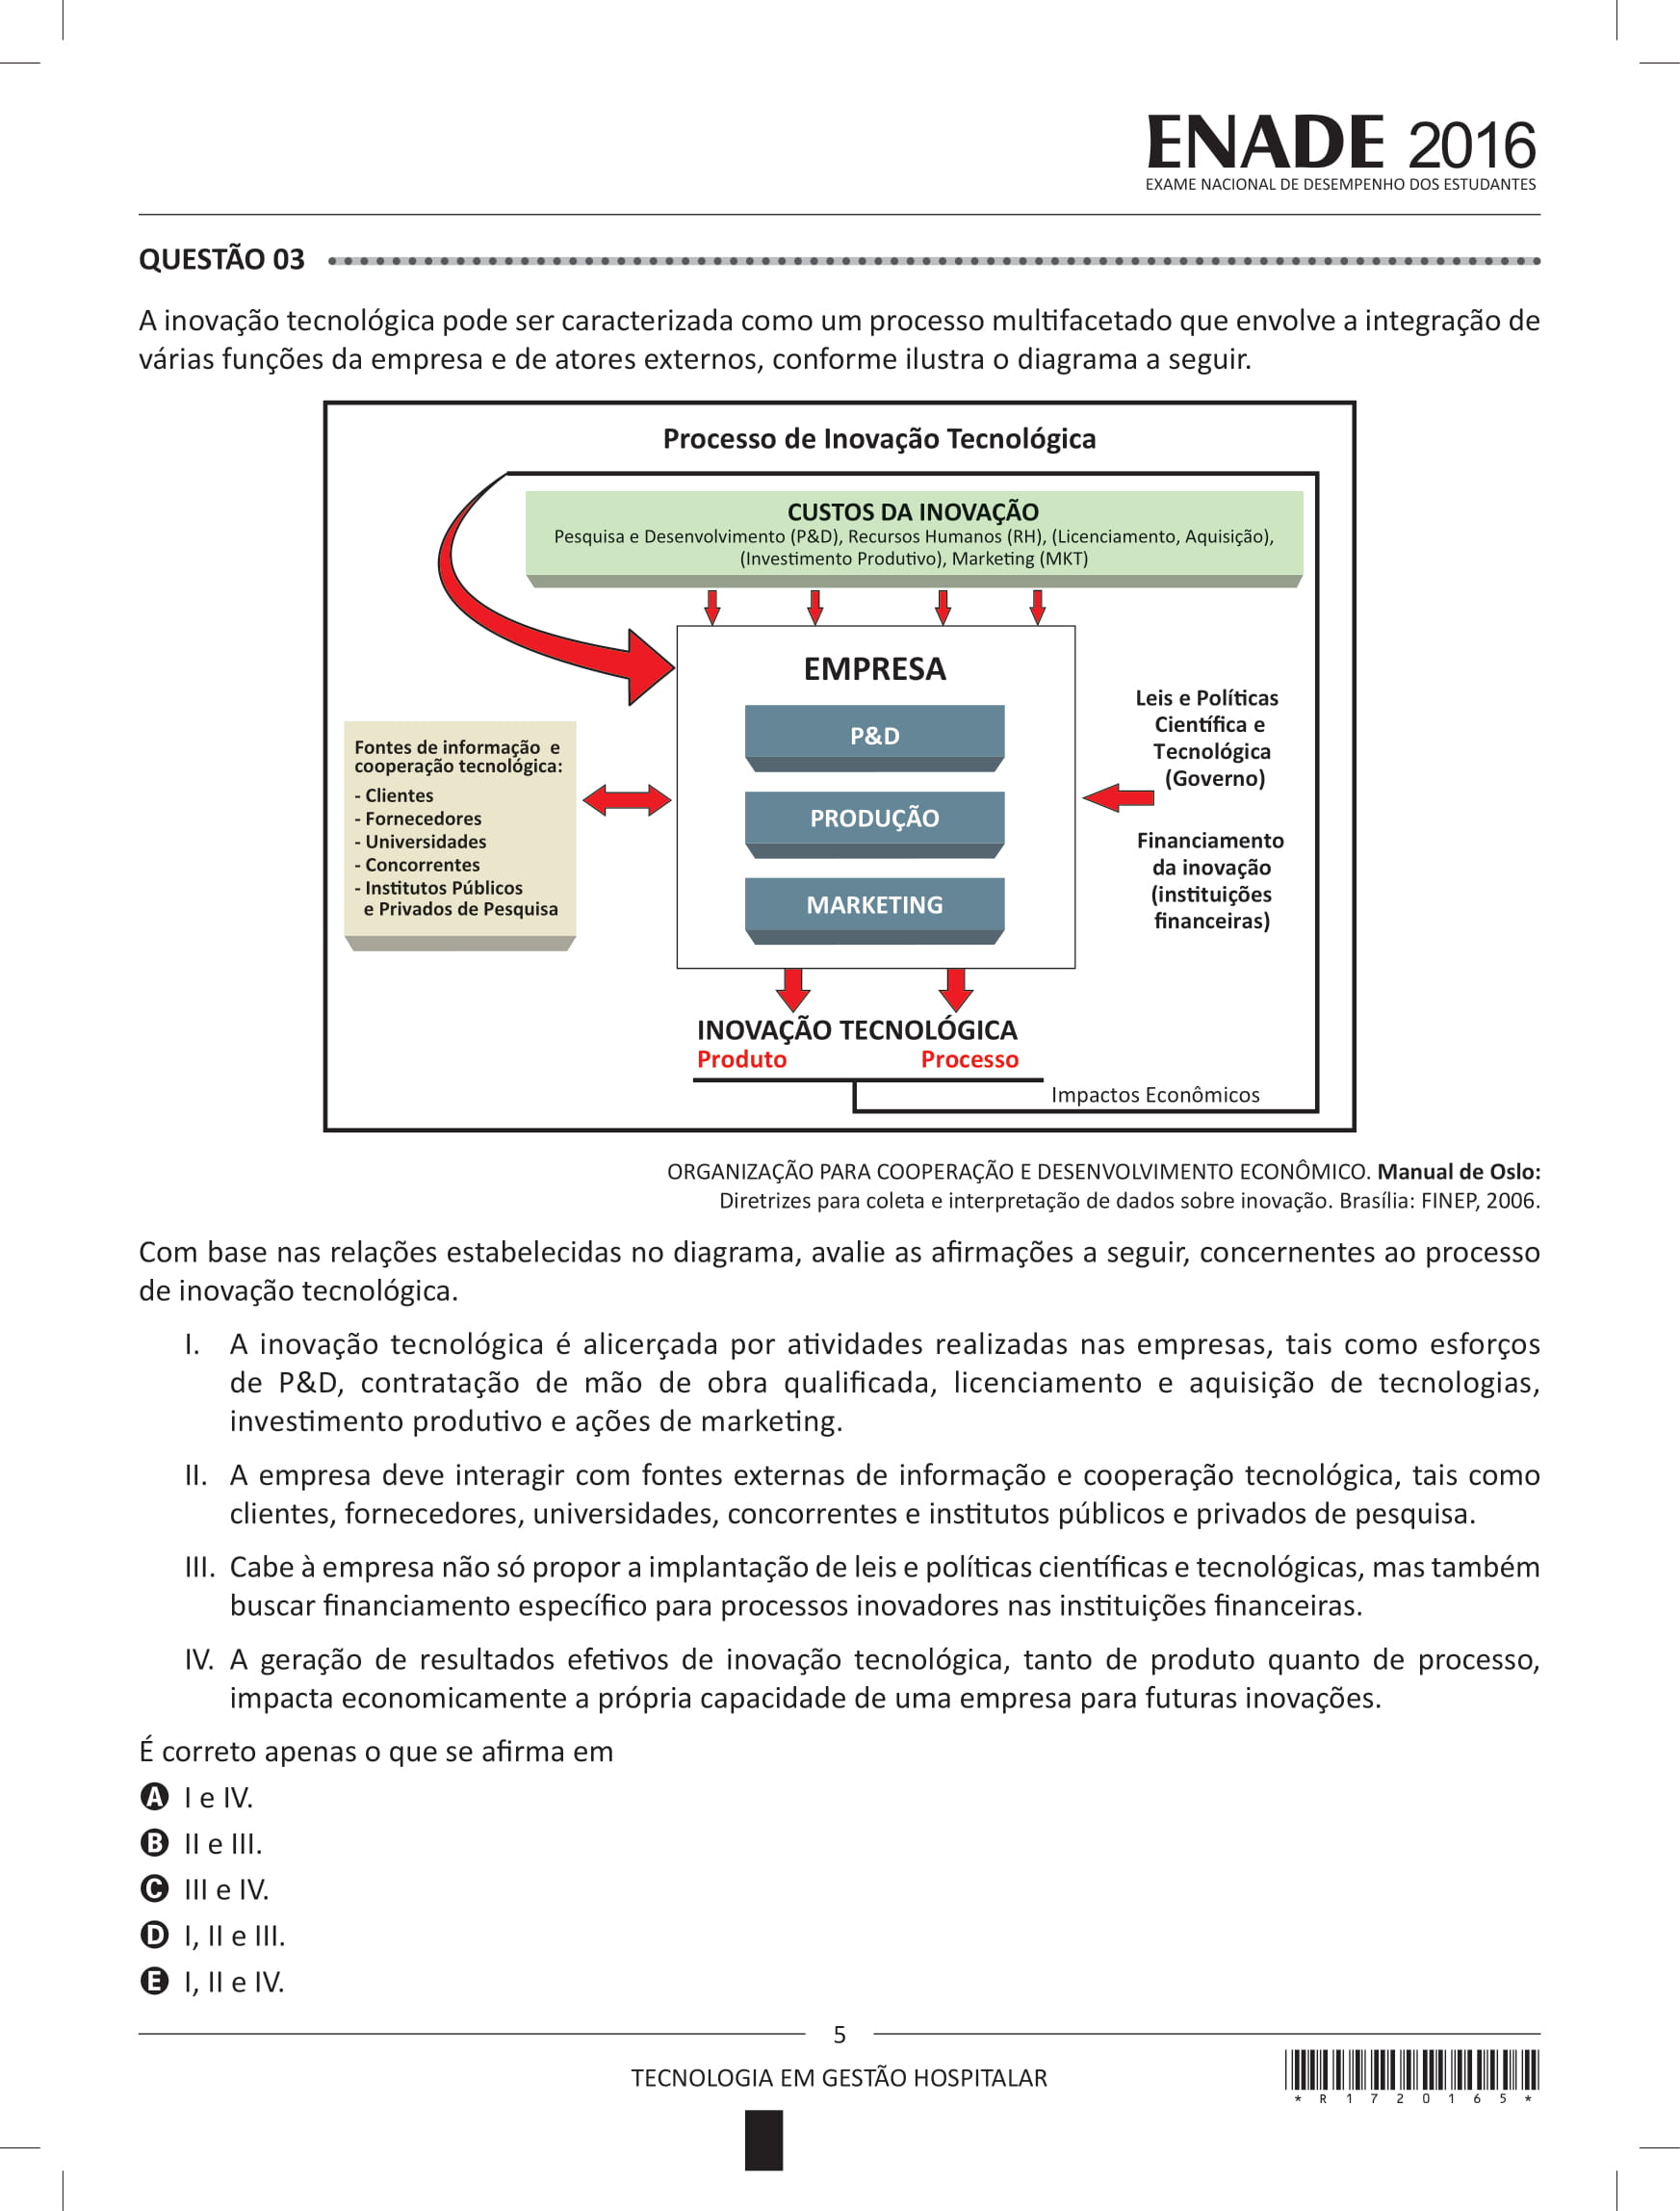 ENADE 2016
EXAME NACIONAL DE DESEMPENHO DOS ESTUDANTES
QUESTÃO 03
A inovação tecnológica pode ser caracterizada como um processo multifacetado que envolve a integração de
várias funções da empresa e de atores externos, conforme ilustra o diagrama a seguir.
Processo de Inovação Tecnológica
CUSTOS DA INOVAÇÃO
Pesquisa e Desenvolvimento (P&D), Recursos Humanos (RH), (Licenciamento, Aquisição),
(Investimento Produtivo), Marketing (MKT)
EMPRESA
P&D
PRODUÇÃO
MARKETING
Fontes de informação e
cooperação tecnológica:
- Clientes
- Fornecedores
- Universidades
- Concorrentes
- Institutos Públicos
e Privados de Pesquisa
Leis e Políticas
Científica e
Tecnológica
(Governo)
Financiamento
da inovação
(instituições
financeiras)
INOVAÇÃO TECNOLÓGICA
Produto Processo
Impactos Econômicos
ORGANIZAÇÃO PARA COOPERAÇÃO E DESENVOLVIMENTO ECONÔMICO. Manual de Oslo:
Diretrizes para coleta e interpretação de dados sobre inovação. Brasília: FINEP, 2006.
Com base nas relações estabelecidas no diagrama, avalie as afirmações a seguir, concernentes ao processo
de inovação tecnológica.
I. A inovação tecnológica é alicerçada por atividades realizadas nas empresas, tais como esforços
de P&D, contratação de mão de obra qualificada, licenciamento e aquisição de tecnologias,
investimento produtivo e ações de marketing.
II. A empresa deve interagir com fontes externas de informação e cooperação tecnológica, tais como
clientes, fornecedores, universidades, concorrentes e institutos públicos e privados de pesquisa.
III. Cabe à empresa não só propor a implantação de leis e políticas científicas e tecnológicas, mas também
buscar financiamento específico para processos inovadores nas instituições financeiras.
IV. A geração de resultados efetivos de inovação tecnológica, tanto de produto quanto de processo,
impacta economicamente a própria capacidade de uma empresa para futuras inovações.
É correto apenas o que se afirma em
A I e IV.
B II e III.
C III e IV.
D I, II e III.
E I, II e IV.
5
TECNOLOGIA EM GESTÃO HOSPITALAR
* R 1 7 2 0 1 6 5 *